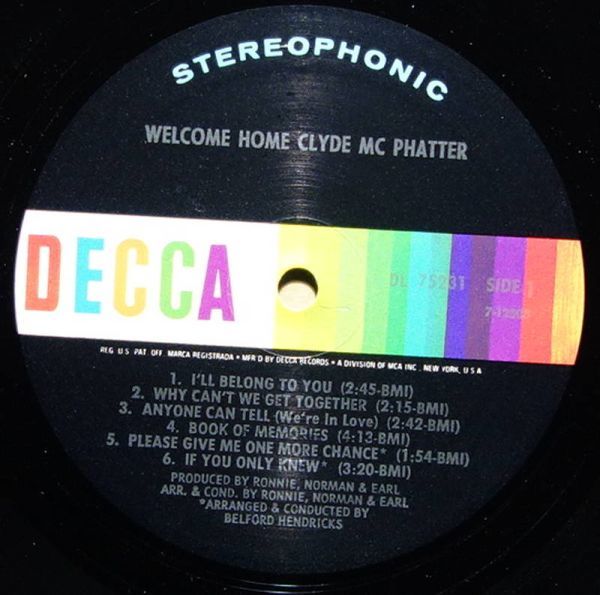 STEREOPHONIC
WELCOME HOME CLYDE MC PHATTER
DECCA
DL 75231 SIDE 1
REG. U.S. PAT. OFF. MARCA REGISTRADA • MFR'D BY DECCA RECORDS • A DIVISION OF MCA INC., NEW YORK, U.S.A
1. I'LL BELONG TO YOU (2:45-BMI)
2. WHY CAN'T WE GET TOGETHER (2:15-BMI)
3. ANYONE CAN TELL (We're In Love) (2:42-BMI)
4. BOOK OF MEMORIES (4:13-BMI)
5. PLEASE GIVE ME ONE MORE CHANCE* (1:54-BMI)
6. IF YOU ONLY KNEW* (3:20-BMI)
PRODUCED BY RONNIE, NORMAN & EARL
ARR. & COND. BY RONNIE, NORMAN & EARL
*ARRANGED & CONDUCTED BY
BELFORD HENDRICKS